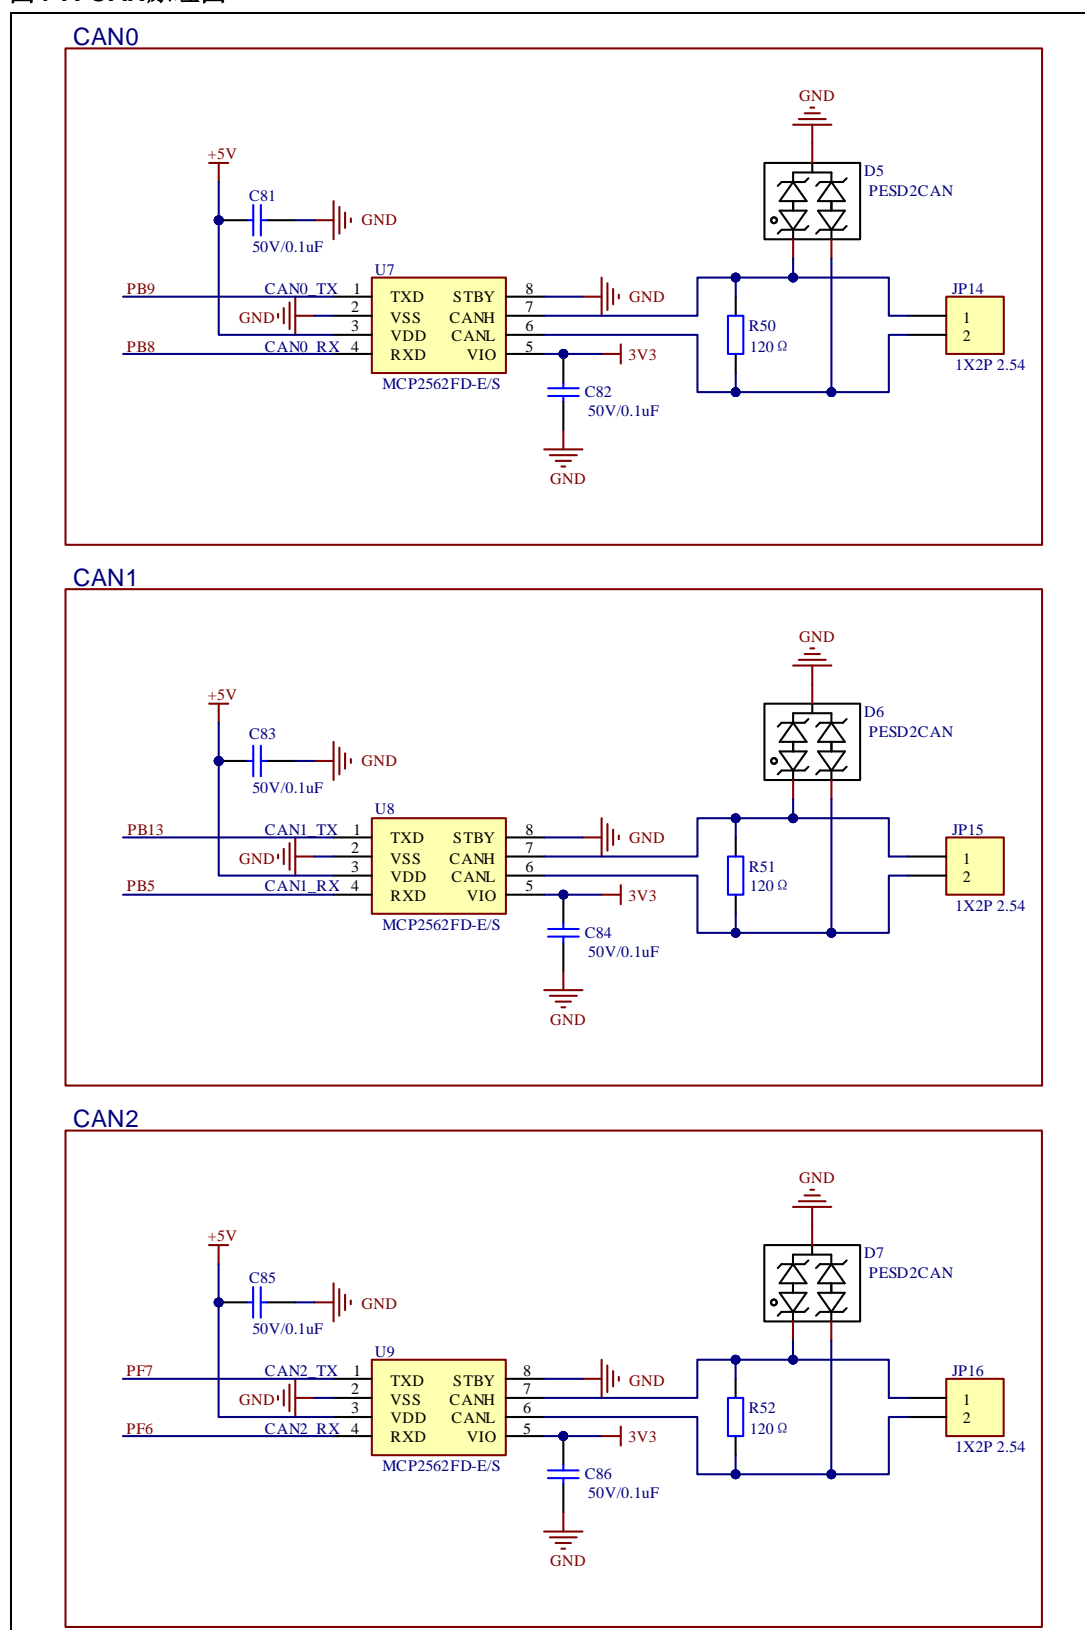 CAN0
GND
D5
PESD2CAN
+5V
C81
GND
50V/0.1uF
U7
PB9 CAN0_TX 1 TXD STBY 8 GND
GND 2 VSS CANH 7
3 VDD CANL 6
PB8 CAN0_RX 4 RXD VIO 5 3V3
MCP2562FD-E/S
C82
50V/0.1uF
GND
R50
120 Ω
JP14
1
2
1X2P 2.54
CAN1
GND
D6
PESD2CAN
+5V
C83
GND
50V/0.1uF
U8
PB13 CAN1_TX 1 TXD STBY 8 GND
GND 2 VSS CANH 7
3 VDD CANL 6
PB5 CAN1_RX 4 RXD VIO 5 3V3
MCP2562FD-E/S
C84
50V/0.1uF
GND
R51
120 Ω
JP15
1
2
1X2P 2.54
CAN2
GND
D7
PESD2CAN
+5V
C85
GND
50V/0.1uF
U9
PF7 CAN2_TX 1 TXD STBY 8 GND
GND 2 VSS CANH 7
3 VDD CANL 6
PF6 CAN2_RX 4 RXD VIO 5 3V3
MCP2562FD-E/S
C86
50V/0.1uF
GND
R52
120 Ω
JP16
1
2
1X2P 2.54